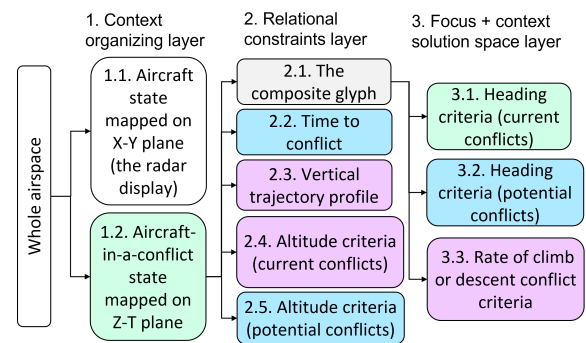 1. Context
organizing layer
2. Relational
constraints layer
3. Focus + context
solution space layer
Whole airspace
1.1. Aircraft
state
mapped on
X-Y plane
(the radar
display)
1.2. Aircraft-
in-a-conflict
state
mapped on
Z-T plane
2.1. The
composite glyph
2.2. Time to
conflict
2.3. Vertical
trajectory profile
2.4. Altitude criteria
(current conflicts)
2.5. Altitude criteria
(potential conflicts)
3.1. Heading
criteria (current
conflicts)
3.2. Heading
criteria (potential
conflicts)
3.3. Rate of climb
or descent conflict
criteria